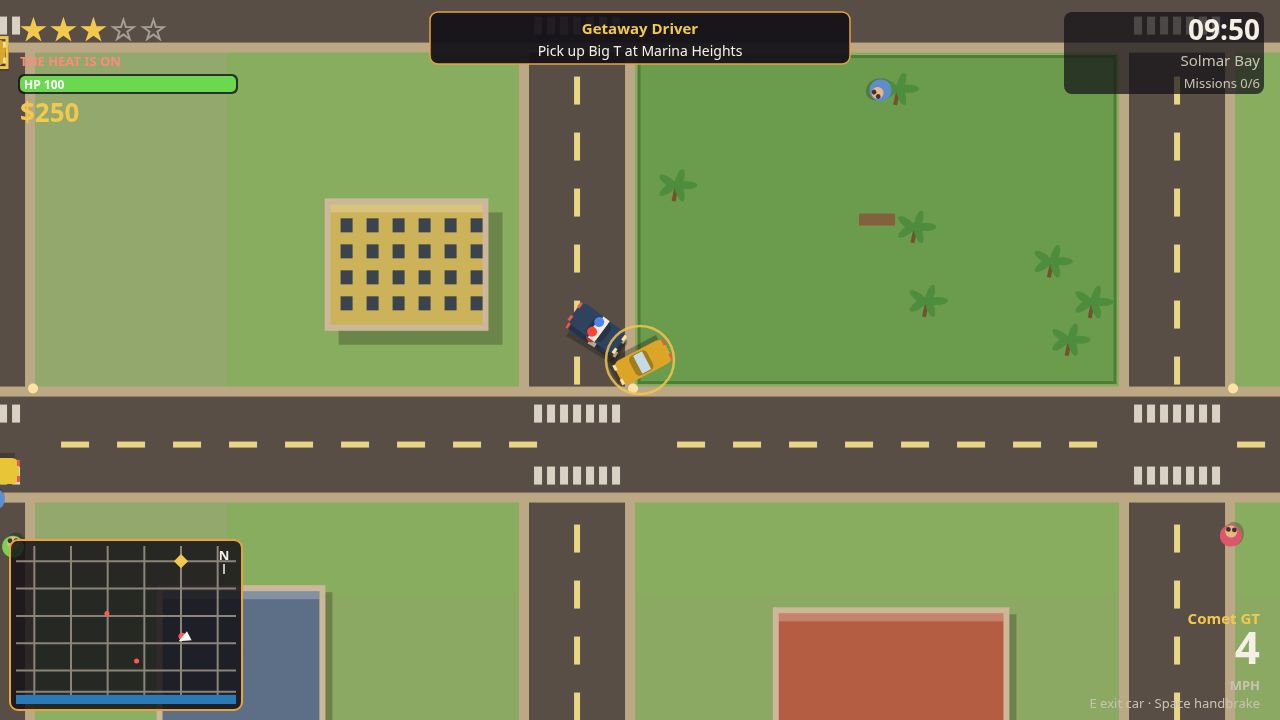 Getaway Driver
Pick up Big T at Marina Heights
THE HEAT IS ON
HP 100
$250
09:50
Solmar Bay
Missions 0/6
N
Comet GT
4
MPH
E exit car · Space handbrake